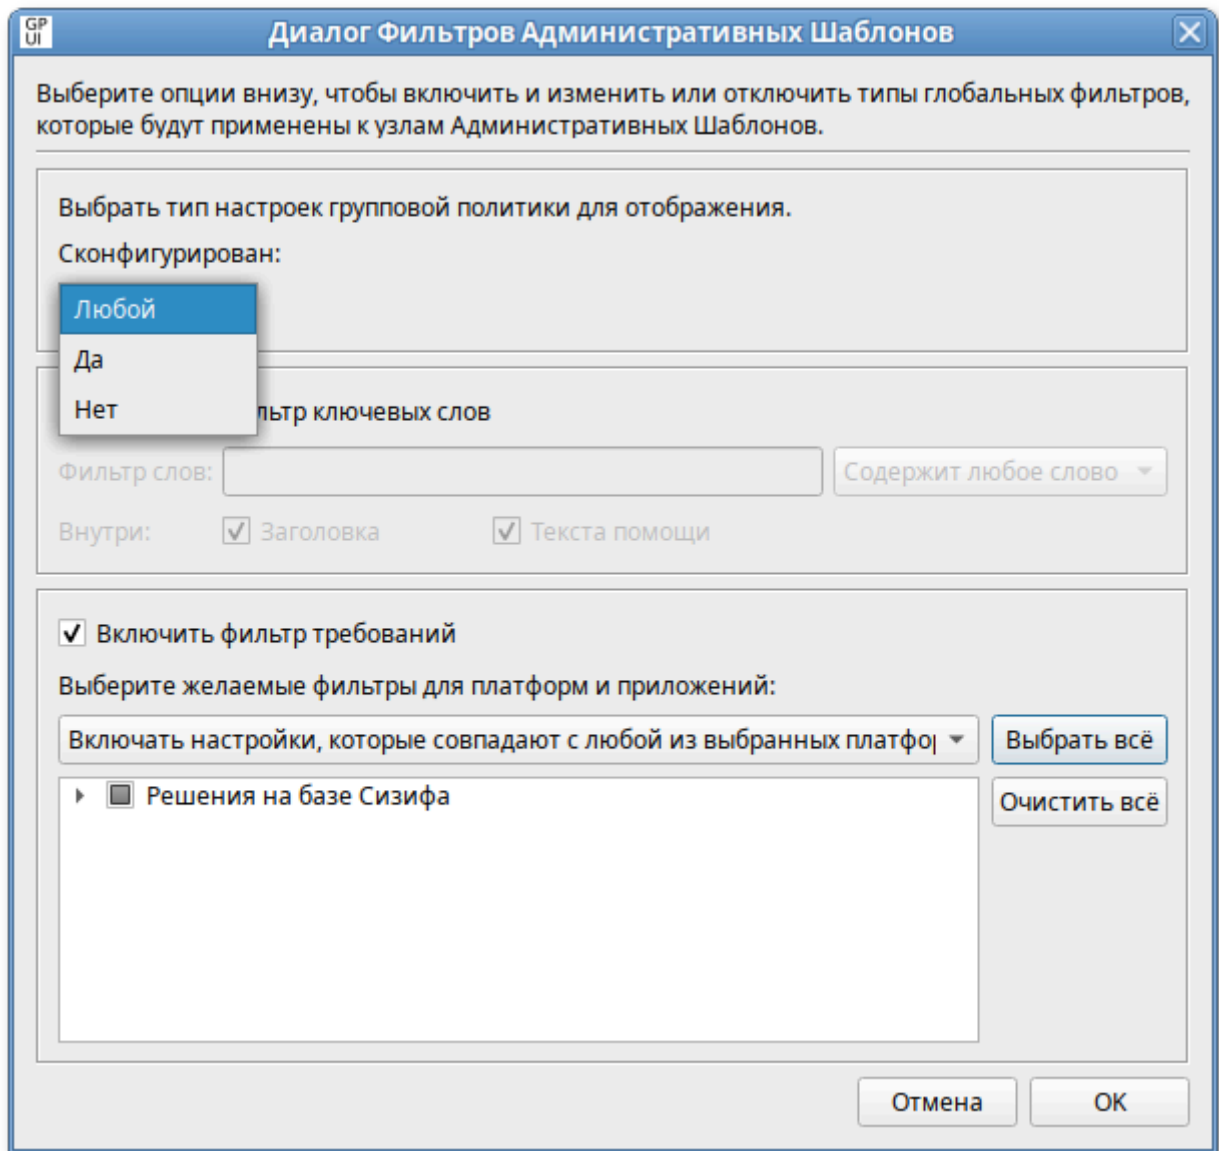 GP
UI
Диалог Фильтров Административных Шаблонов
Выберите опции внизу, чтобы включить и изменить или отключить типы глобальных фильтров,
которые будут применены к узлам Административных Шаблонов.
Выбрать тип настроек групповой политики для отображения.
Сконфигурирован:
Любой
Да
Нет
ключевых слов
Фильтр слов:
Содержит любое слово
Внутри:
Заголовка
Текста помощи
Включить фильтр требований
Выберите желаемые фильтры для платформ и приложений:
Включать настройки, которые совпадают с любой из выбранных
Выбрать всё
Решения на базе Сизифа
Очистить всё
Отмена
OK